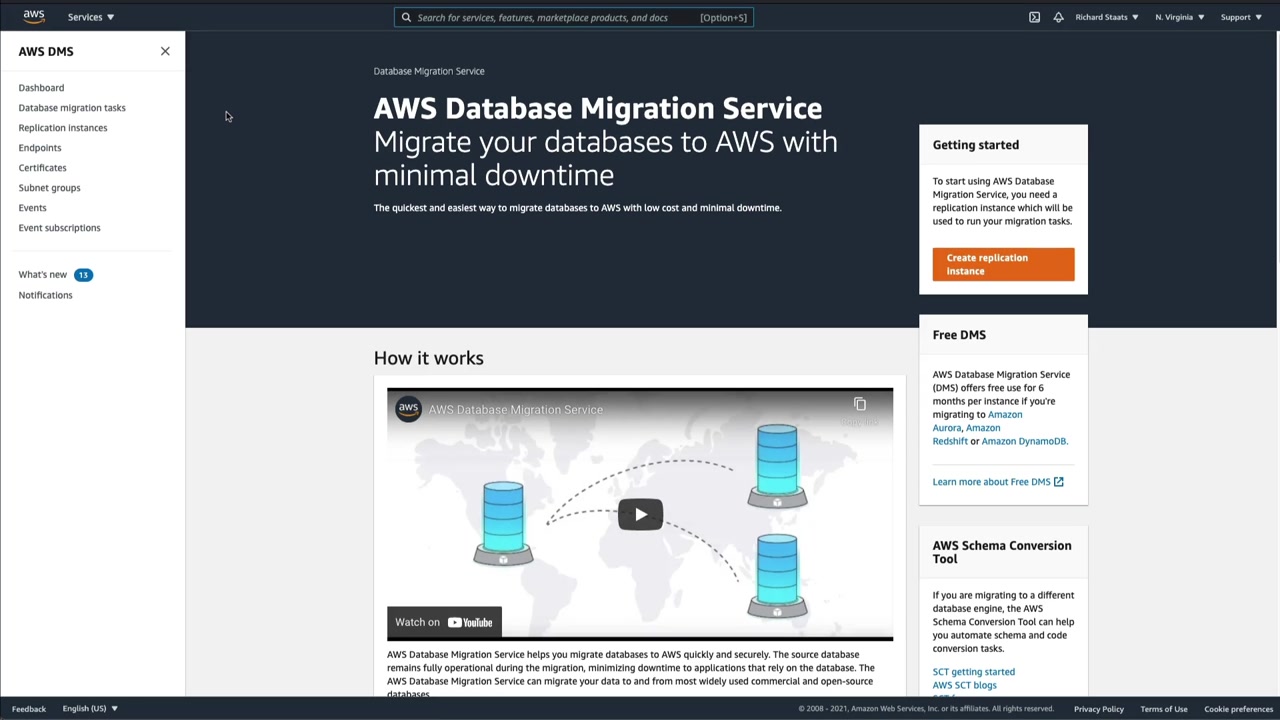 aws
Services ▼
Search for services, features, marketplace products, and docs [Option+S]
Richard Staats ▼
N. Virginia ▼
Support ▼
AWS DMS
Dashboard
Database migration tasks
Replication instances
Endpoints
Certificates
Subnet groups
Events
Event subscriptions
What's new 13
Notifications
Database Migration Service
AWS Database Migration Service
Migrate your databases to AWS with
minimal downtime
The quickest and easiest way to migrate databases to AWS with low cost and minimal downtime.
Getting started
To start using AWS Database
Migration Service, you need a
replication instance which will be
used to run your migration tasks.
Create replication
instance
How it works
aws AWS Database Migration Service
Watch on YouTube
AWS Database Migration Service helps you migrate databases to AWS quickly and securely. The source database
remains fully operational during the migration, minimizing downtime to applications that rely on the database. The
AWS Database Migration Service can migrate your data to and from most widely used commercial and open-source
databases.
Free DMS
AWS Database Migration Service
(DMS) offers free use for 6
months per instance if you're
migrating to Amazon
Aurora, Amazon
Redshift or Amazon DynamoDB.
Learn more about Free DMS
AWS Schema Conversion
Tool
If you are migrating to a different
database engine, the AWS
Schema Conversion Tool can help
you automate schema and code
conversion tasks.
SCT getting started
AWS SCT blogs
Feedback
English (US) ▼
© 2008 - 2021, Amazon Web Services, Inc. or its affiliates. All rights reserved.
Privacy Policy
Terms of Use
Cookie preferences